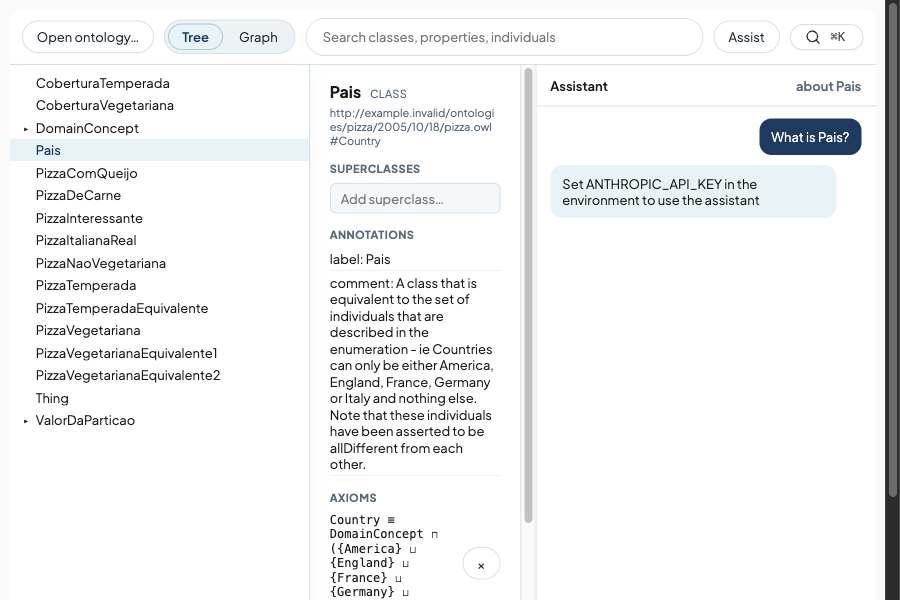 Open ontology...
Tree
Graph
Search classes, properties, individuals
Assist
⌘K
CoberturaTemperada
CoberturaVegetariana
DomainConcept
Pais
PizzaComQueijo
PizzaDeCarne
PizzaInteressante
PizzaItalianaReal
PizzaNaoVegetariana
PizzaTemperada
PizzaTemperadaEquivalente
PizzaVegetariana
PizzaVegetarianaEquivalente1
PizzaVegetarianaEquivalente2
Thing
ValorDaParticao
Pais CLASS
http://example.invalid/ontologi
es/pizza/2005/10/18/pizza.owl
#Country
SUPERCLASSES
Add superclass...
ANNOTATIONS
label: Pais
comment: A class that is
equivalent to the set of
individuals that are
described in the
enumeration - ie Countries
can only be either America,
England, France, Germany
or Italy and nothing else.
Note that these individuals
have been asserted to be
allDifferent from each
other.
AXIOMS
Country ≡
DomainConcept ⊓
({America} ⊔
{England} ⊔
{France} ⊔
{Germany} ⊔
×
Assistant
about Pais
What is Pais?
Set ANTHROPIC_API_KEY in the
environment to use the assistant